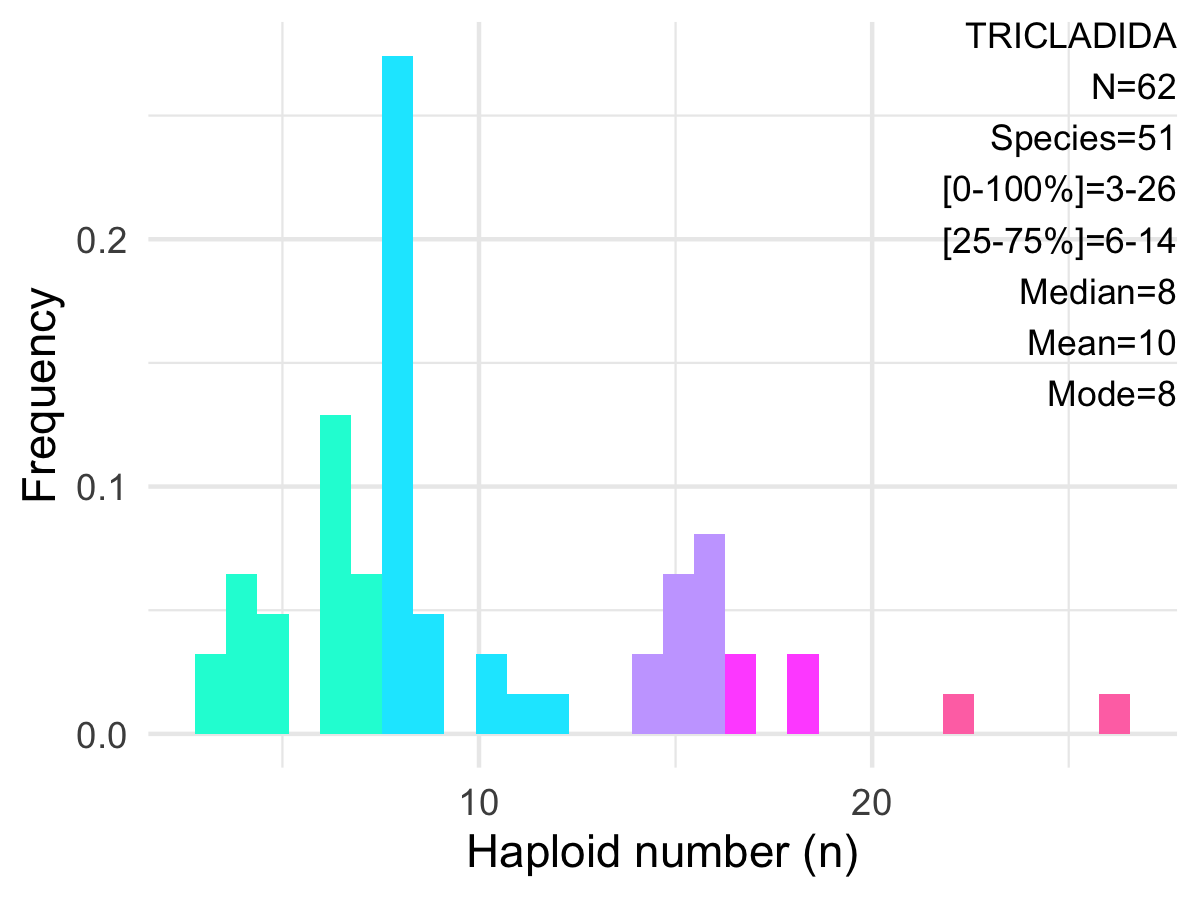 TRICLADIDA
N=62
Species=51
[0-100%]=3-26
[25-75%]=6-14
Median=8
Mean=10
Mode=8
Frequency
0.2
0.1
0.0
10
20
Haploid number (n)